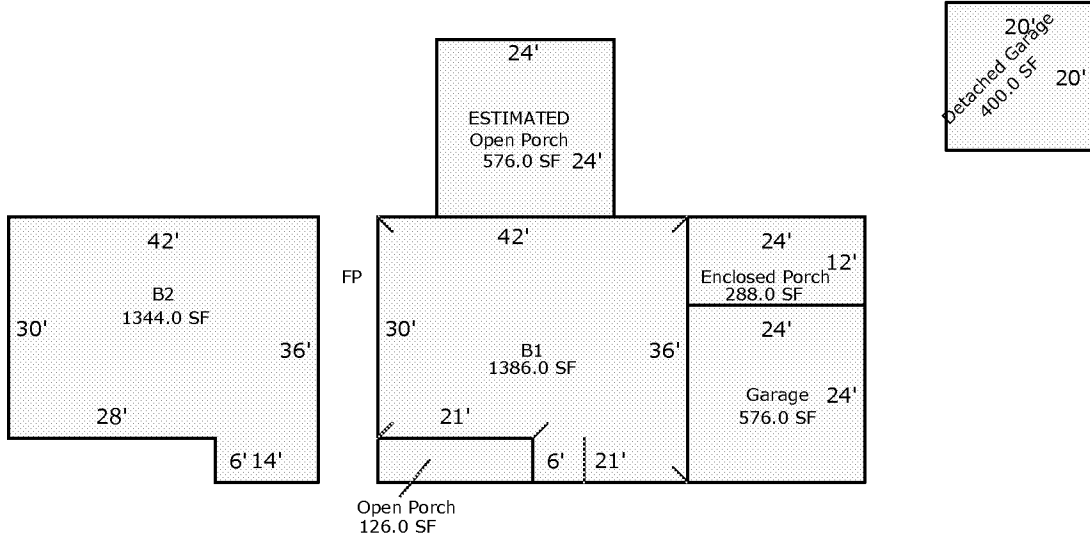 24'
ESTIMATED
Open Porch
576.0 SF 24'
20'
Detached Garage
400.0 SF
20'
42'
B2
1344.0 SF
30'
36'
28'
6' 14'
FP
42'
30'
B1
1386.0 SF
36'
21'
6' 21'
Open Porch
126.0 SF
24'
12'
Enclosed Porch
288.0 SF
24'
Garage 24'
576.0 SF